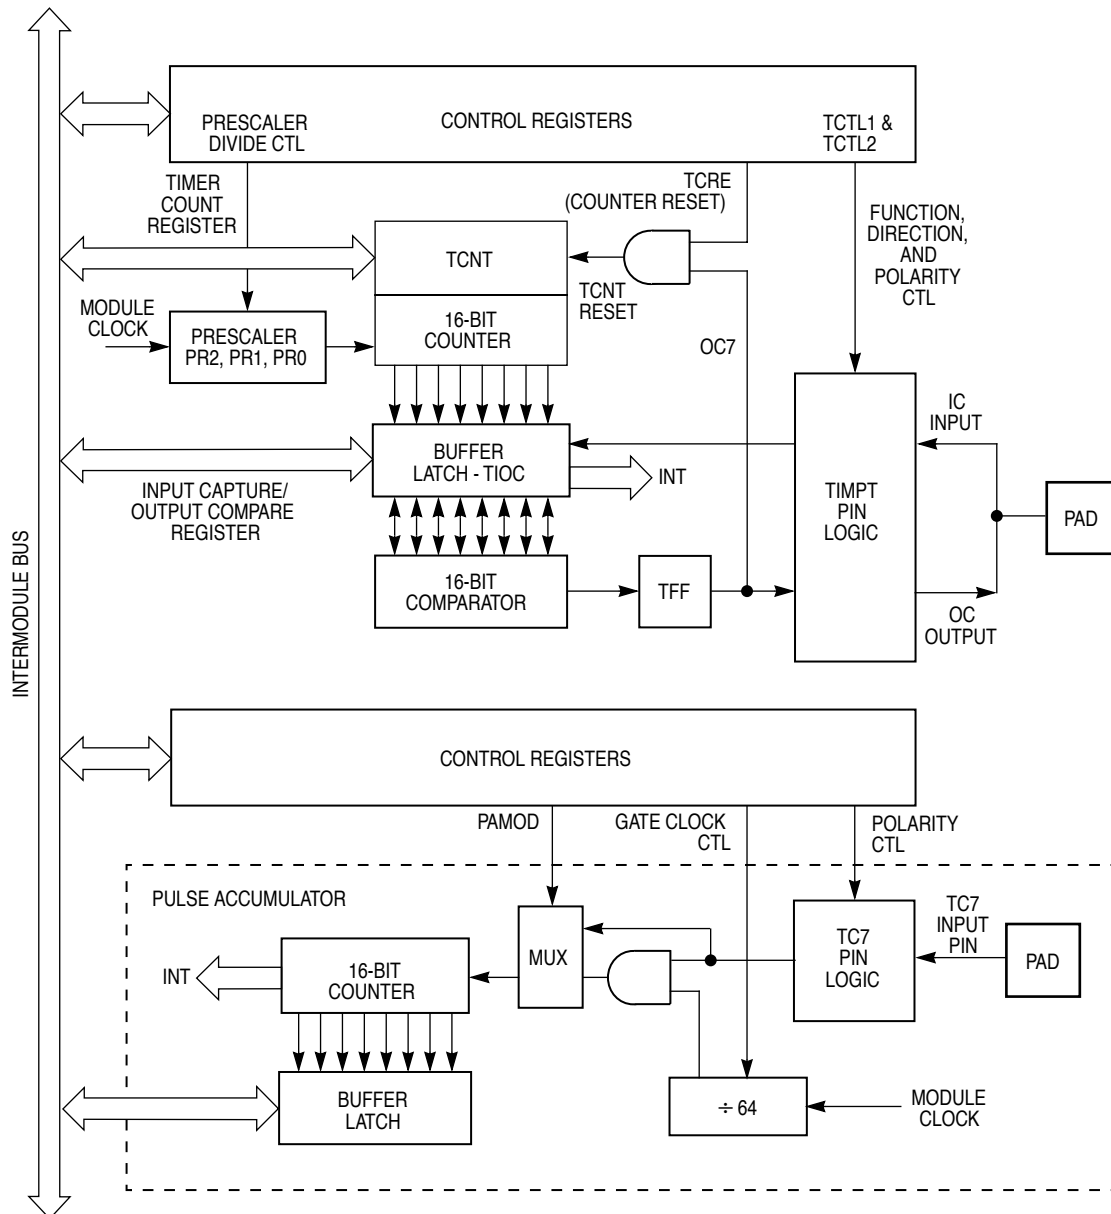 PRESCALER
DIVIDE CTL
CONTROL REGISTERS
TCTL1 &
TCTL2
TIMER
COUNT
REGISTER
TCRE
(COUNTER RESET)
FUNCTION,
DIRECTION,
AND
POLARITY
CTL
TCNT
TCNT
RESET
MODULE
CLOCK
PRESCALER
PR2, PR1, PR0
16-BIT
COUNTER
OC7
IC
INPUT
BUFFER
LATCH - TIOC
INT
INPUT CAPTURE/
OUTPUT COMPARE
REGISTER
TIMPT
PIN
LOGIC
PAD
16-BIT
COMPARATOR
TFF
OC
OUTPUT
INTERMODULE BUS
CONTROL REGISTERS
PAMOD
GATE CLOCK
CTL
POLARITY
CTL
PULSE ACCUMULATOR
MUX
TC7
PIN
LOGIC
TC7
INPUT
PIN
PAD
INT
16-BIT
COUNTER
BUFFER
LATCH
÷ 64
MODULE
CLOCK